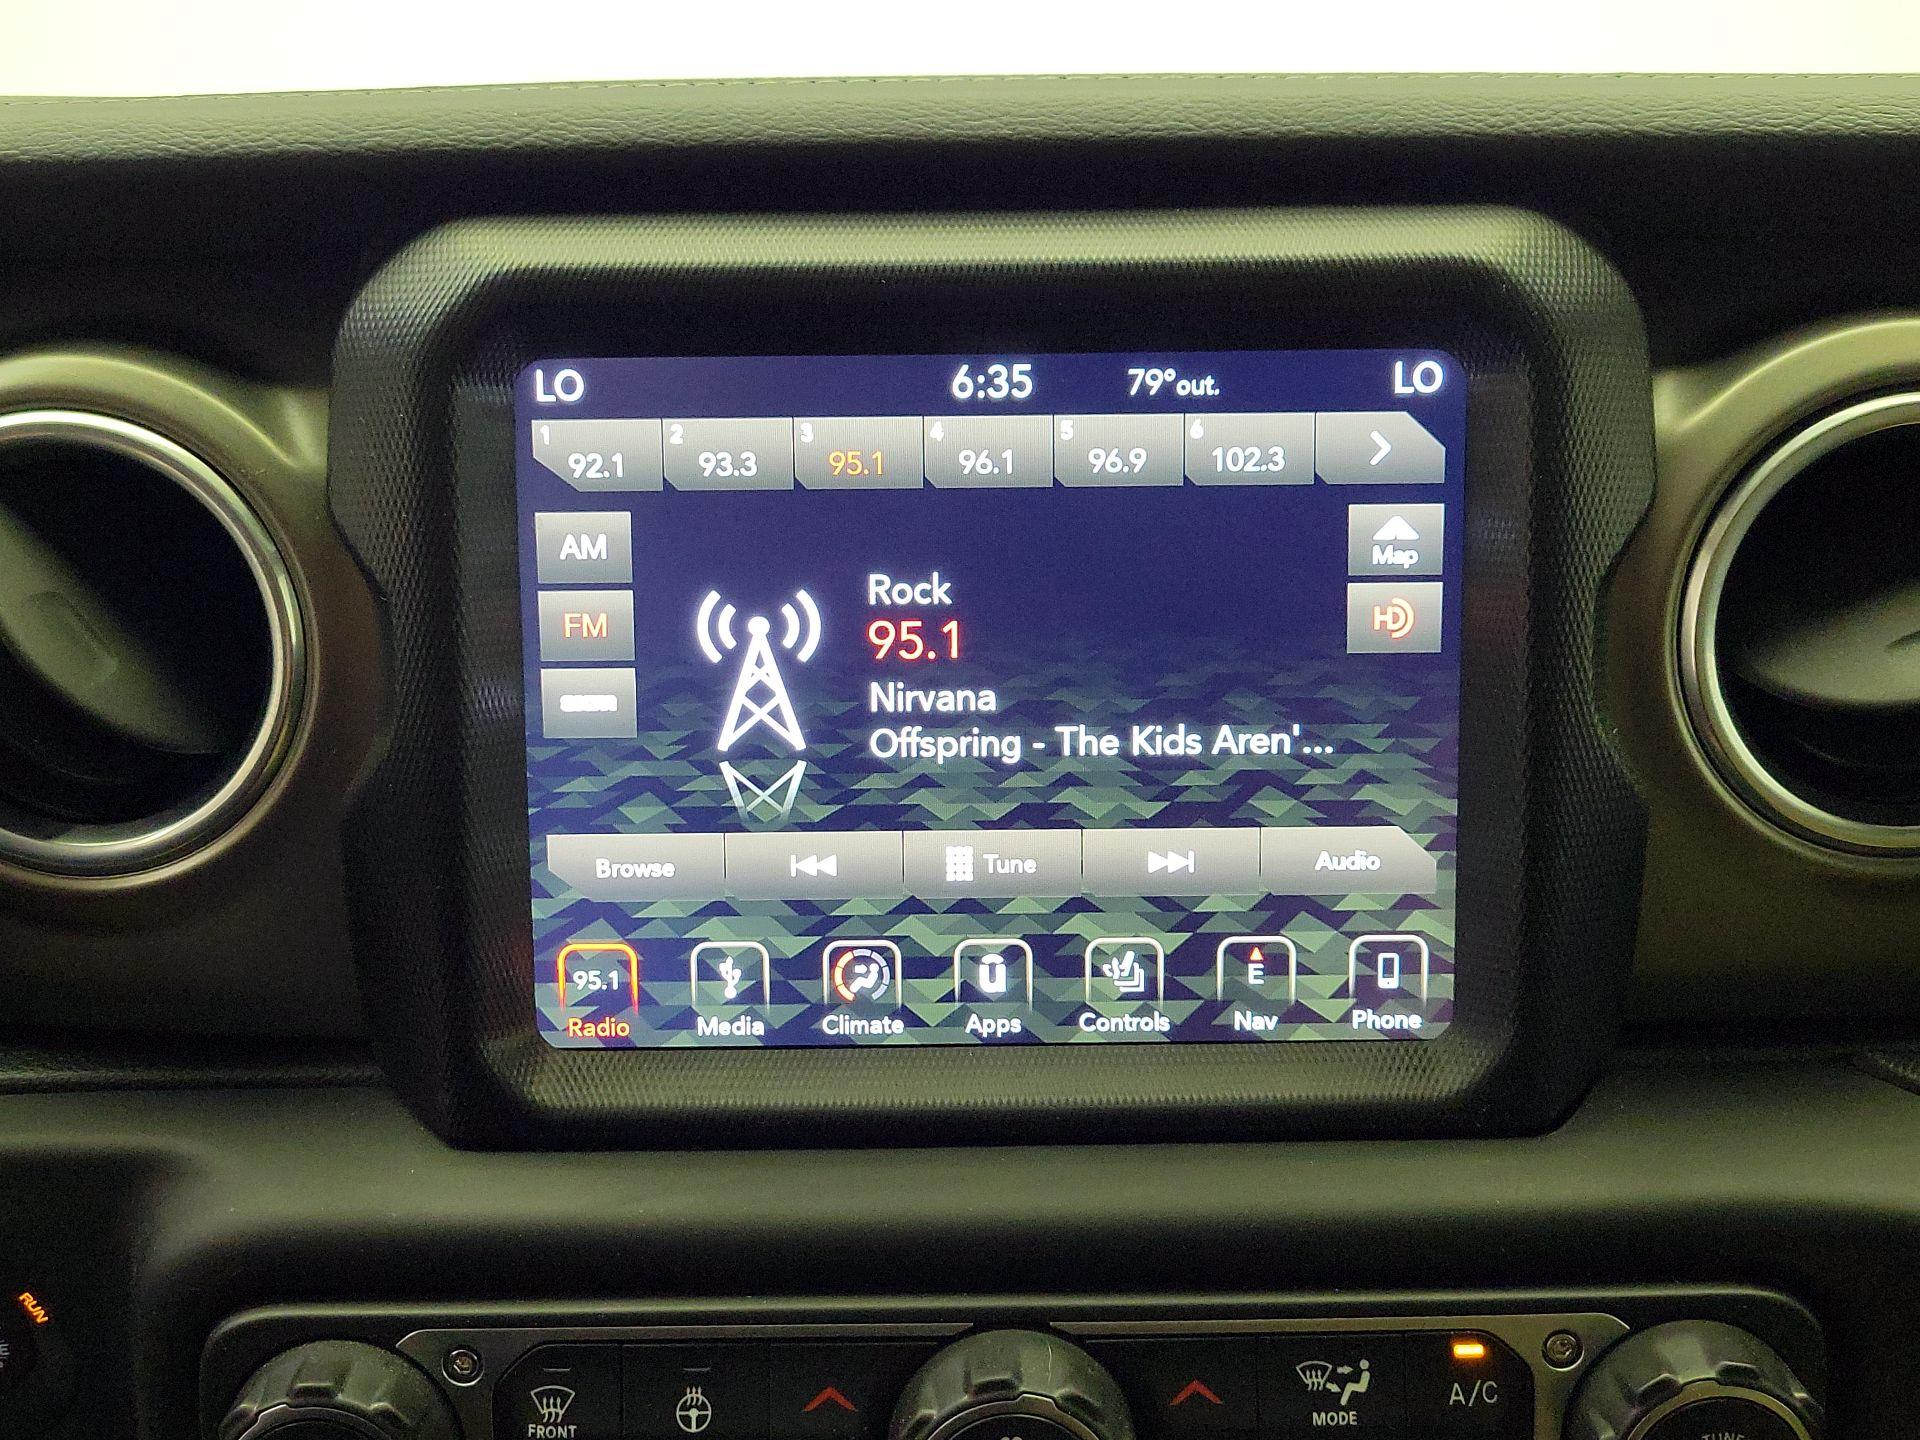 LO 6:35 79°out. LO
1 92.1 2 93.3 3 95.1 4 96.1 5 96.9 6 102.3
AM
Map
FM
HD
Rock
95.1
Nirvana
Offspring - The Kids Aren'...
Browse Tune Audio
95.1 E
Radio Media Climate Apps Controls Nav Phone
RUN
A/C
FRONT
MODE
TUNE